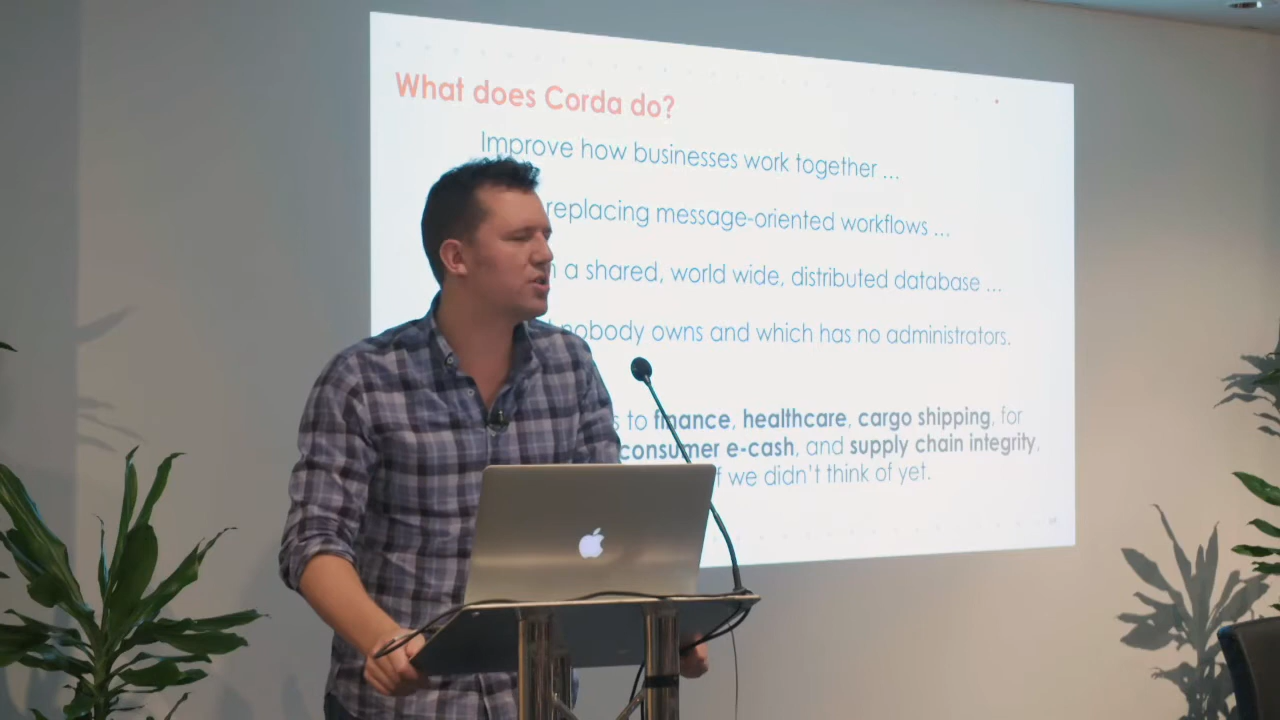 What does Corda do?
Improve how businesses work together ...
replacing message-oriented workflows ...
a shared, world wide, distributed database ...
nobody owns and which has no administrators.
to finance, healthcare, cargo shipping, for
consumer e-cash, and supply chain integrity.
we didn't think of yet.